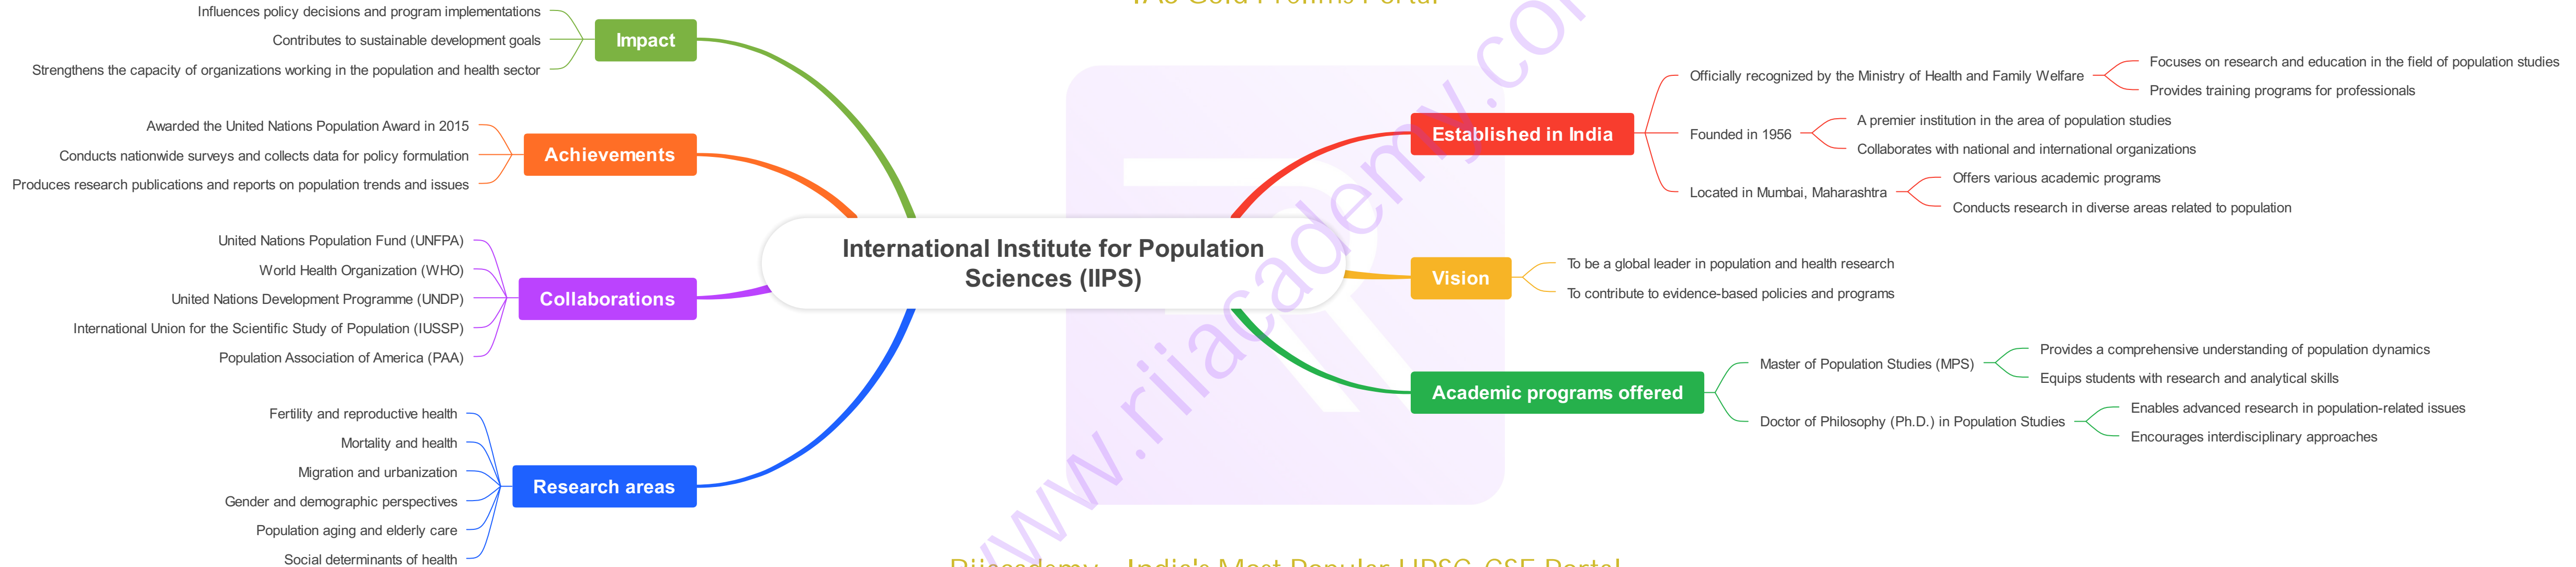 IAS Gold Prelims Portal
International Institute for Population
Sciences (IIPS)
Established in India
Officially recognized by the Ministry of Health and Family Welfare
Focuses on research and education in the field of population studies
Provides training programs for professionals
Founded in 1956
A premier institution in the area of population studies
Collaborates with national and international organizations
Located in Mumbai, Maharashtra
Offers various academic programs
Conducts research in diverse areas related to population
Vision
To be a global leader in population and health research
To contribute to evidence-based policies and programs
Academic programs offered
Master of Population Studies (MPS)
Provides a comprehensive understanding of population dynamics
Equips students with research and analytical skills
Doctor of Philosophy (Ph.D.) in Population Studies
Enables advanced research in population-related issues
Encourages interdisciplinary approaches
Impact
Influences policy decisions and program implementations
Contributes to sustainable development goals
Strengthens the capacity of organizations working in the population and health sector
Achievements
Awarded the United Nations Population Award in 2015
Conducts nationwide surveys and collects data for policy formulation
Produces research publications and reports on population trends and issues
Collaborations
United Nations Population Fund (UNFPA)
World Health Organization (WHO)
United Nations Development Programme (UNDP)
International Union for the Scientific Study of Population (IUSSP)
Population Association of America (PAA)
Research areas
Fertility and reproductive health
Mortality and health
Migration and urbanization
Gender and demographic perspectives
Population aging and elderly care
Social determinants of health
www.rijiacademy.com
India's Most Popular UPSC-CSE Portal